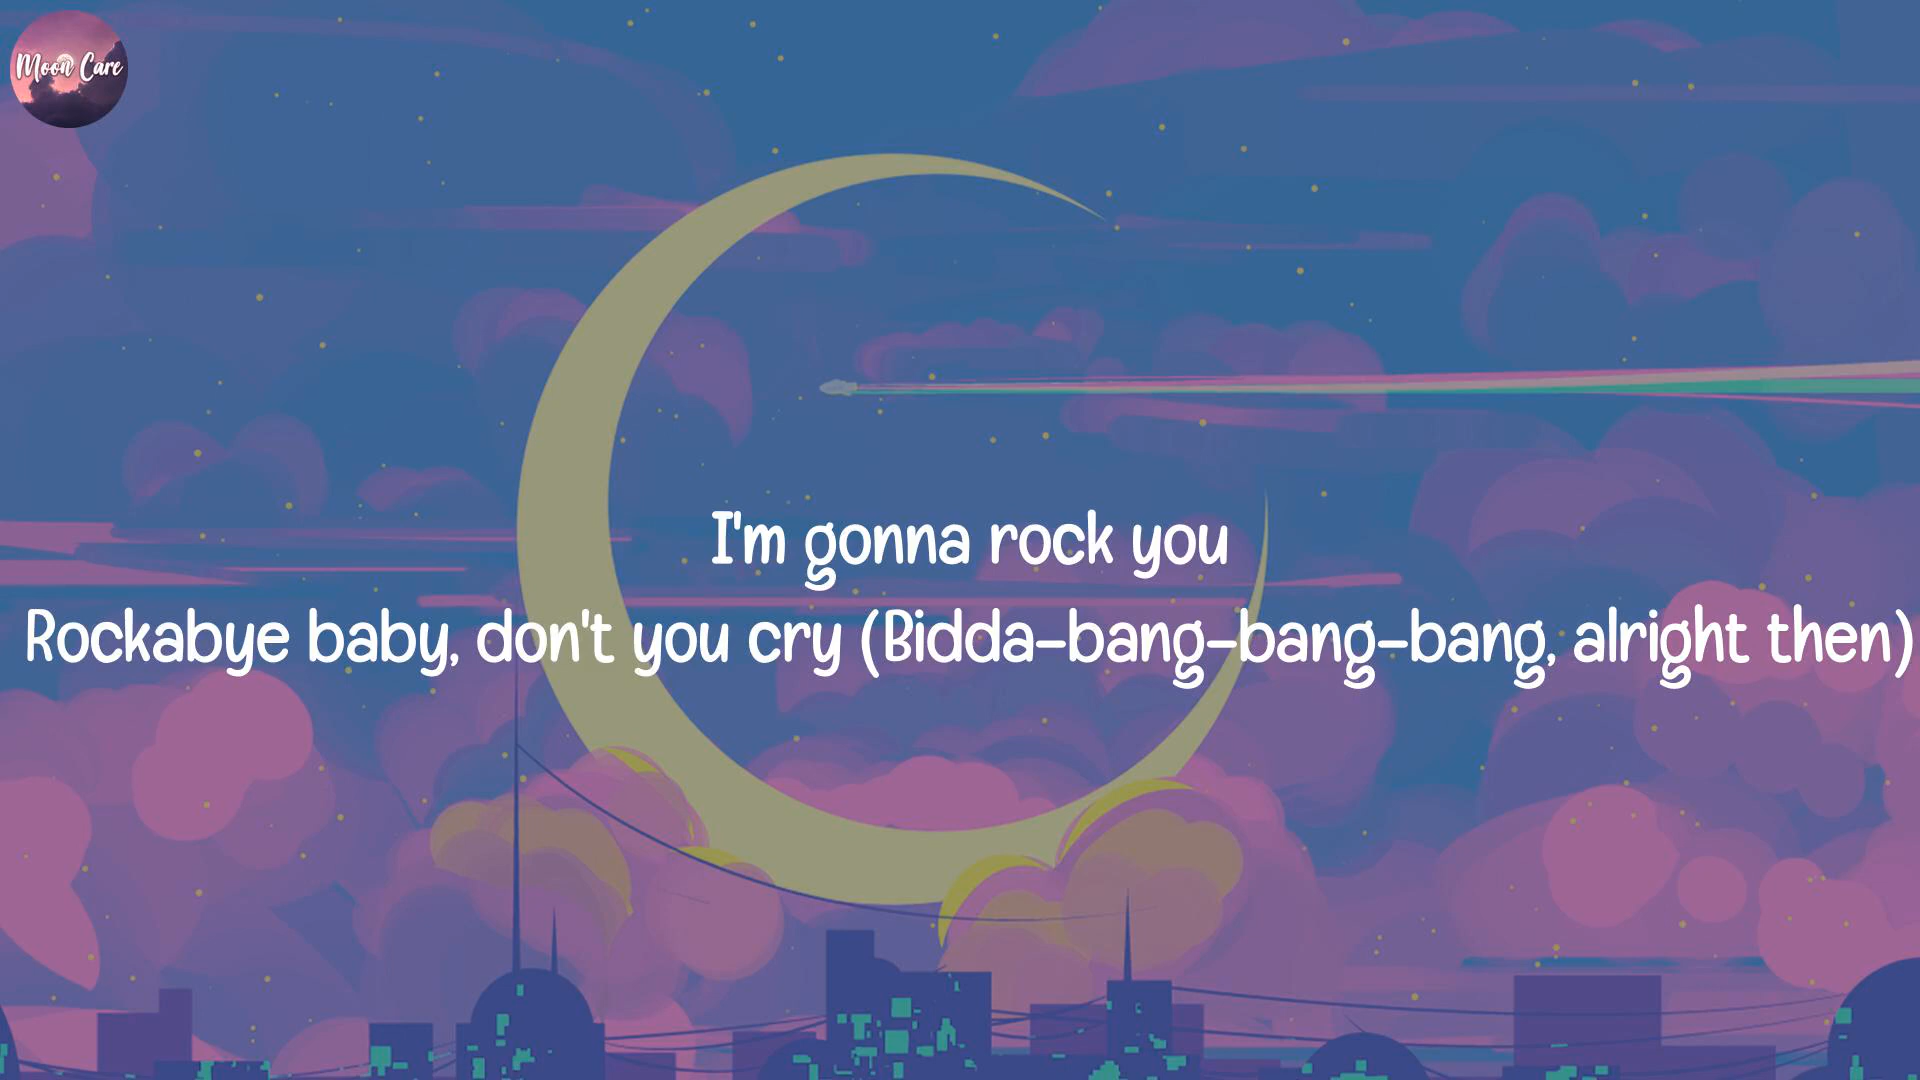 Moon Care
I'm gonna rock you
Rockabye baby, don't you cry (Bidda-bang-bang-bang, alright then)